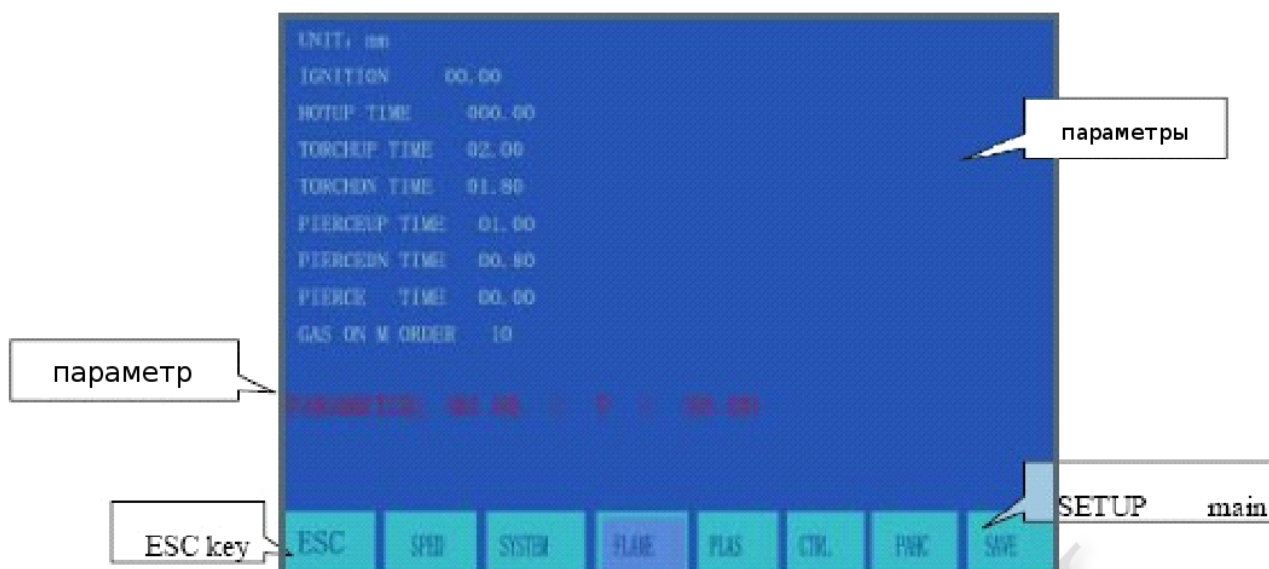 UNIT: mm
IGNITION 00.00
HOTUP TIME 000.00
TORCHUP TIME 02.00
TORCHDN TIME 01.80
PIERCEUP TIME 01.00
PIERCEDN TIME 00.80
PIERCE TIME 00.00
GAS ON M ORDER 10
параметры
параметр
SETUP main
ESC key
ESC SPED SYSTEM FLAME PLAS CTRL PARC SAVE